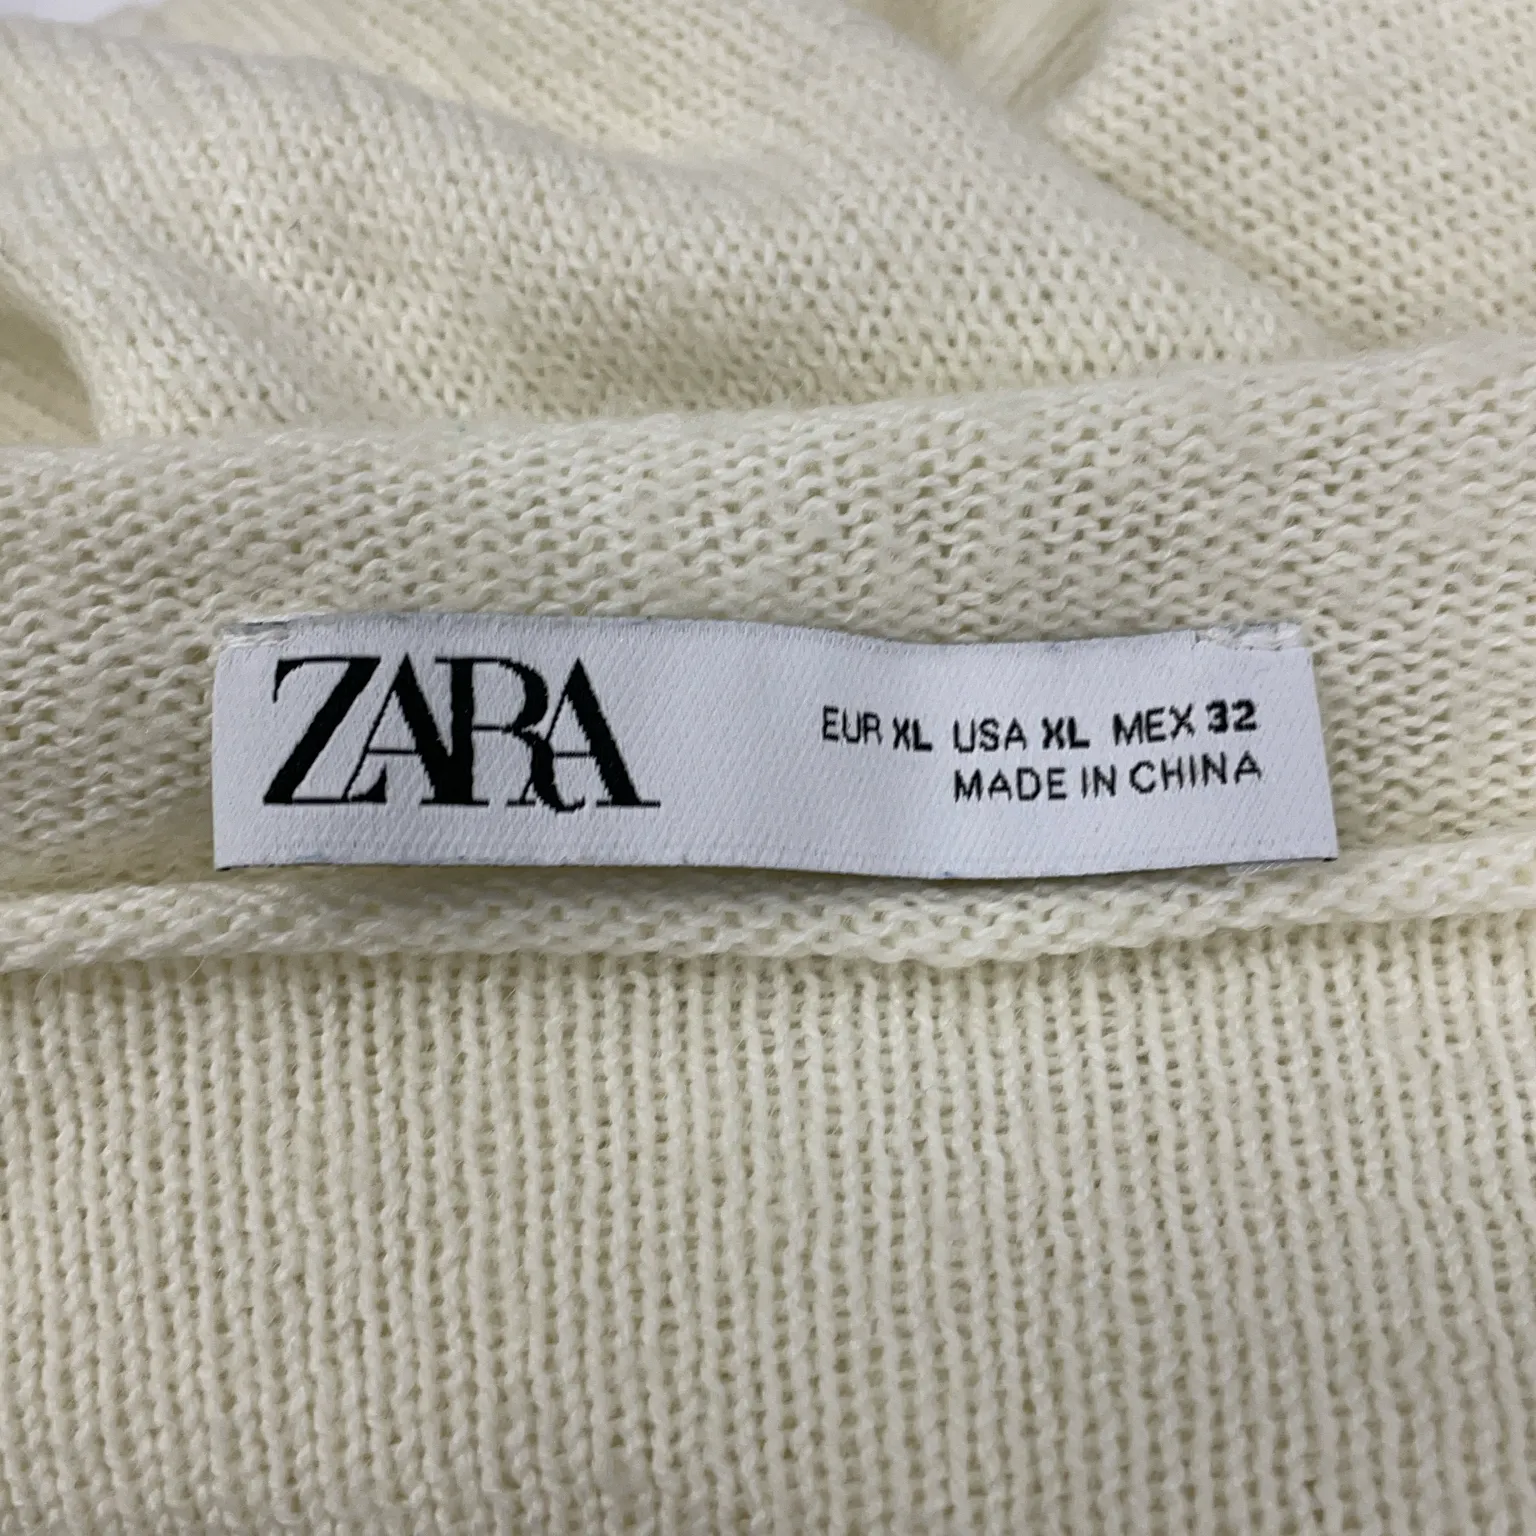 ZARA
EUR XL USA XL MEX 32
MADE IN CHINA